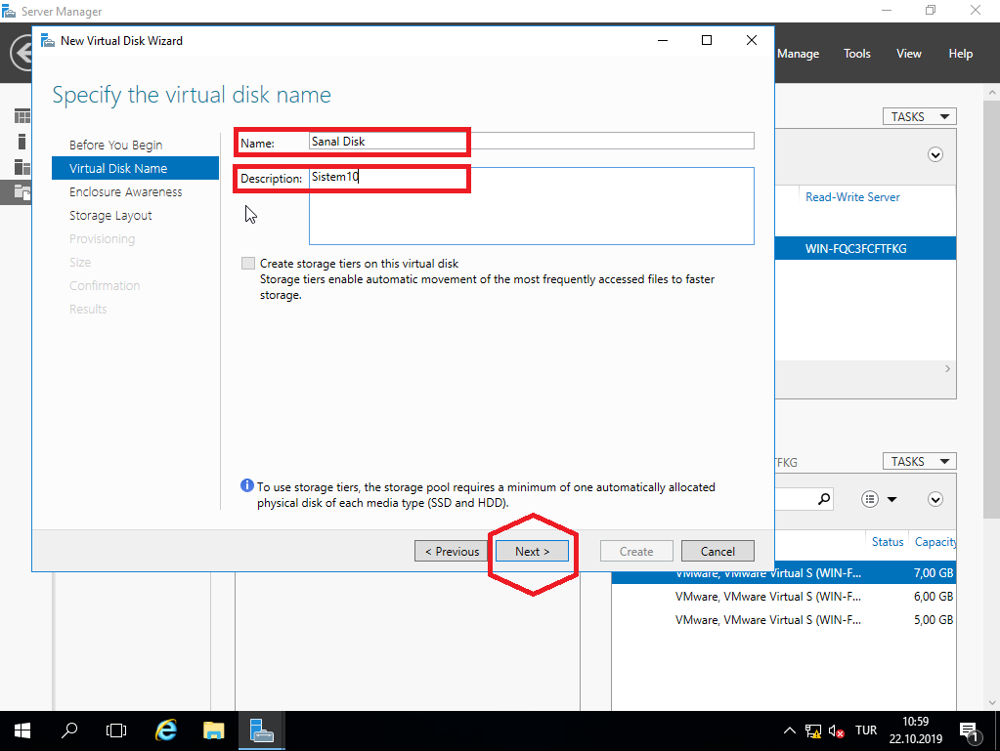 Server Manager
New Virtual Disk Wizard
Manage Tools View Help
Specify the virtual disk name
Before You Begin
Virtual Disk Name
Enclosure Awareness
Storage Layout
Provisioning
Size
Confirmation
Results
Name: Sanal Disk
Description: Sistem10
Create storage tiers on this virtual disk
Storage tiers enable automatic movement of the most frequently accessed files to faster
storage.
To use storage tiers, the storage pool requires a minimum of one automatically allocated
physical disk of each media type (SSD and HDD).
< Previous Next > Create Cancel
TASKS
Read-Write Server
WIN-FQC3FCFTFKG
TFKG TASKS
Status Capacity
VMware, VMware Virtual S (WIN-F... 7,00 GB
VMware, VMware Virtual S (WIN-F... 6,00 GB
VMware, VMware Virtual S (WIN-F... 5,00 GB
TUR
10:59
22.10.2019
1